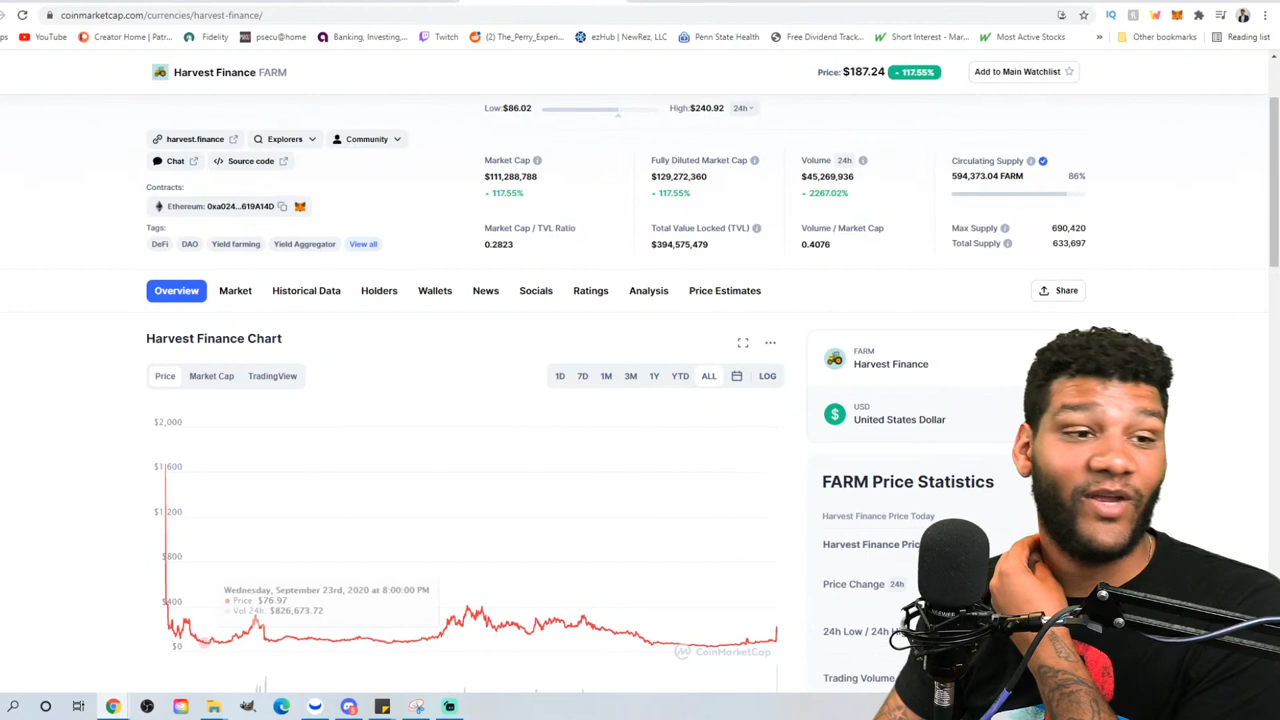 coinmarketcap.com/currencies/harvest-finance/
ps YouTube Creator Home | Patr... Fidelity psecu@home Banking, Investing,... Twitch (2) The_Perry_Experi... ezHub | NewRez, LLC Penn State Health Free Dividend Track... Short Interest - Mar... Most Active Stocks » Other bookmarks Reading list
Harvest Finance FARM Price: $187.24 117.55% Add to Main Watchlist
Low:$86.02 High:$240.92 24h
harvest.finance Explorers Community
Chat Source code
Contracts:
Ethereum: 0xa024...619A14D
Tags:
DeFi DAO Yield farming Yield Aggregator View all
Market Cap
$111,288,788
117.55%
Market Cap / TVL Ratio
0.2823
Fully Diluted Market Cap
$129,272,360
117.55%
Total Value Locked (TVL)
$394,575,479
Volume 24h
$45,269,936
2267.02%
Volume / Market Cap
0.4076
Circulating Supply
594,373.04 FARM 86%
Max Supply 690,420
Total Supply 633,697
Overview Market Historical Data Holders Wallets News Socials Ratings Analysis Price Estimates Share
Harvest Finance Chart
Price Market Cap TradingView 1D 7D 1M 3M 1Y YTD ALL LOG
$2,000
$1,600
$1,200
$800
$400
$0
Wednesday, September 23rd, 2020 at 8:00:00 PM
Price: $76.97
Vol 24h: $826,673.72
CoinMarketCap
FARM
Harvest Finance
USD
United States Dollar
$
FARM Price Statistics
Harvest Finance Price Today
Harvest Finance Pric
Price Change 24h
24h Low / 24h H
Trading Volume